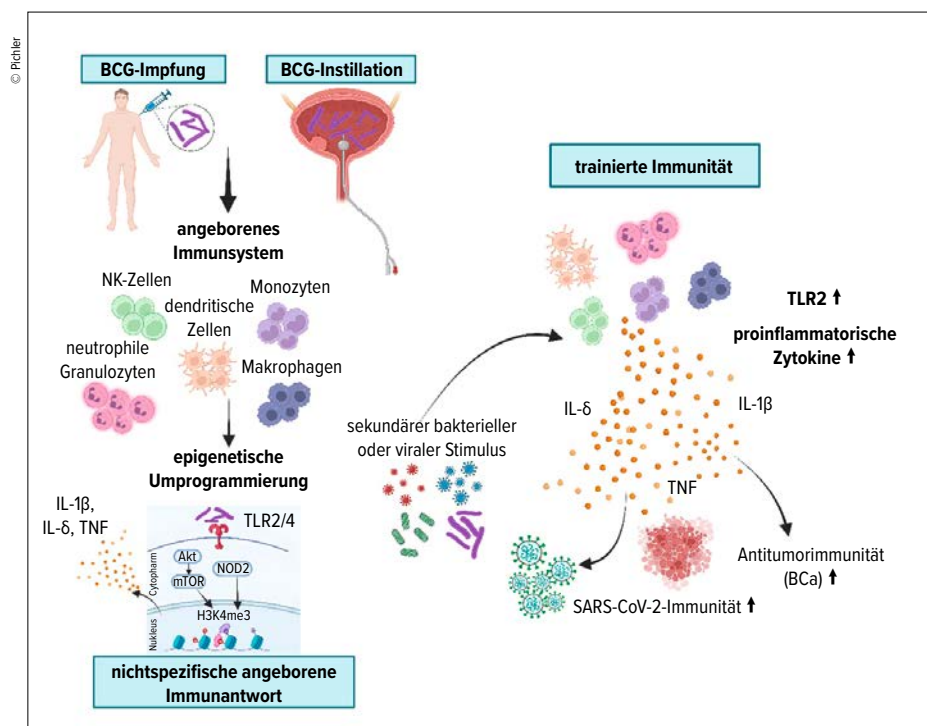 © Pichler
BCG-Impfung
BCG-Instillation
angeborenes
Immunsystem
NK-Zellen
dendritische
Zellen
Monozyten
neutrophile
Granulozyten
Makrophagen
epigenetische
Umprogrammierung
IL-1β,
IL-δ, TNF
TLR2/4
Akt
mTOR
NOD2
H3K4me3
Cytopharm
Nukleus
nichtspezifische angeborene
Immunantwort
trainierte Immunität
TLR2 ⬆
proinflammatorische
Zytokine ⬆
sekundärer bakterieller
oder viraler Stimulus
IL-δ
IL-1β
TNF
Antitumorimmunität
(BCa) ⬆
SARS-CoV-2-Immunität ⬆